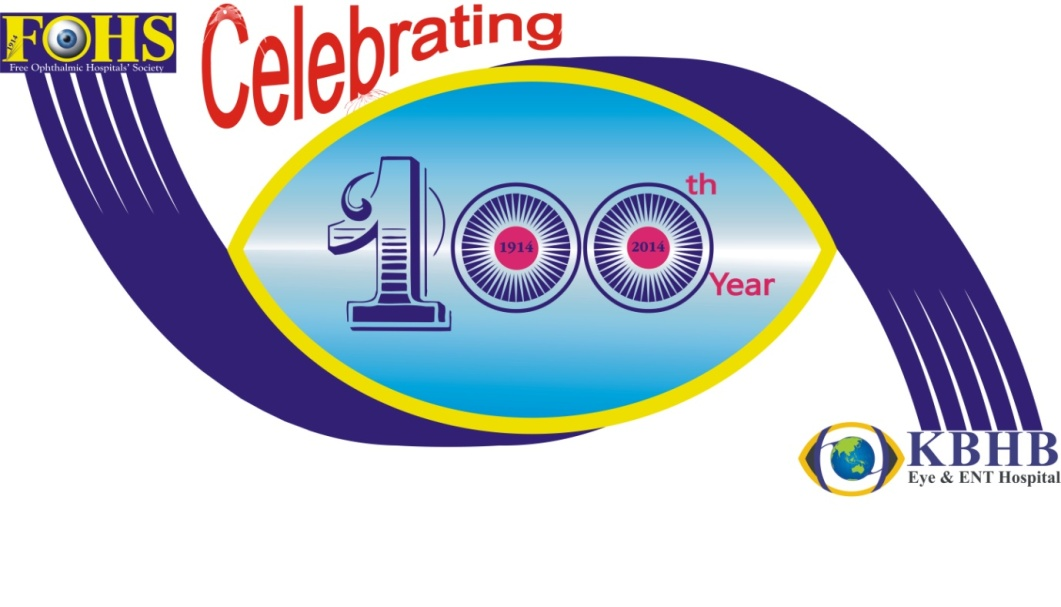 1914
FOHS
Free Ophthalmic Hospitals' Society
Celebrating
100th
1914
2014
Year
KBHB
Eye & ENT Hospital